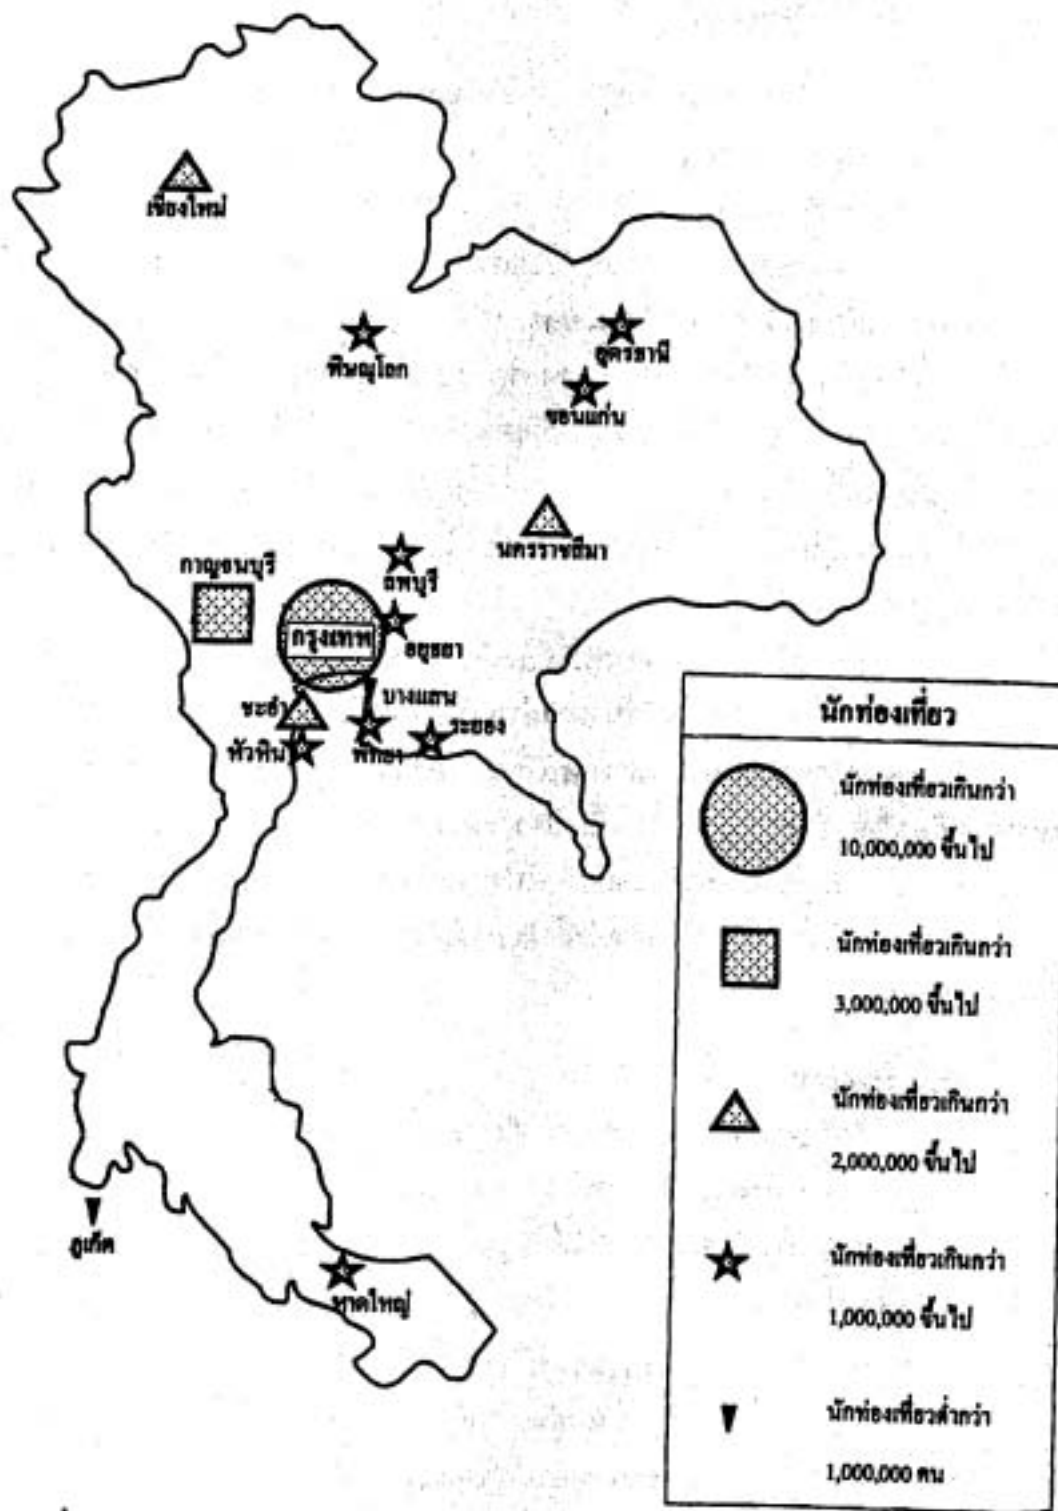 เชียงใหม่
พิษณุโลก
อุดรธานี
ขอนแก่น
นครราชสีมา
กาญจนบุรี
ลพบุรี
กรุงเทพ
อยุธยา
บางแสน
ชะอำ
ระยอง
หัวหิน
พัทยา
ภูเก็ต
หาดใหญ่
นักท่องเที่ยว
นักท่องเที่ยวเกินกว่า
10,000,000 ขึ้นไป
นักท่องเที่ยวเกินกว่า
3,000,000 ขึ้นไป
นักท่องเที่ยวเกินกว่า
2,000,000 ขึ้นไป
นักท่องเที่ยวเกินกว่า
1,000,000 ขึ้นไป
นักท่องเที่ยวต่ำกว่า
1,000,000 คน